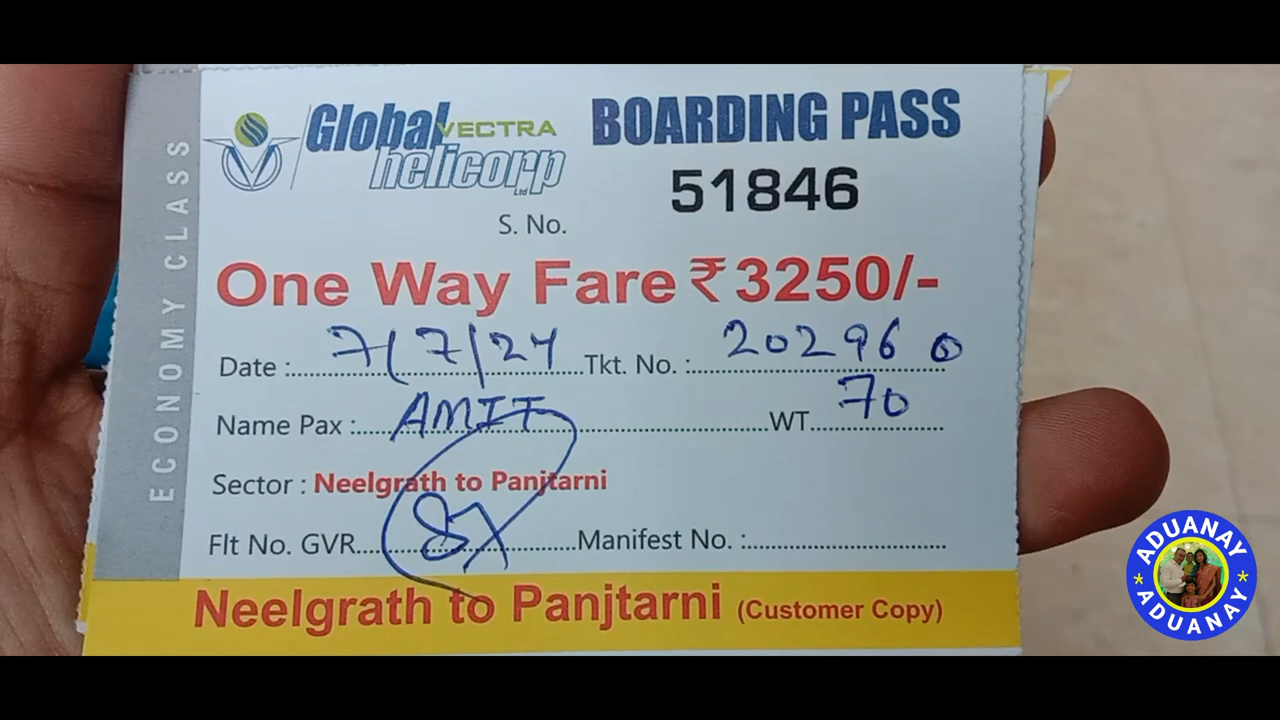 ECONOMY CLASS
Global VECTRA helicorp Ltd
BOARDING PASS
51846
S. No.
One Way Fare ₹ 3250/-
Date : 7/7/24 Tkt. No. : 202960
Name Pax : AMIT WT 70
Sector : Neelgrath to Panjtarni
Flt No. GVR Manifest No. :
Neelgrath to Panjtarni (Customer Copy)
ADUANAY
ADUANAY